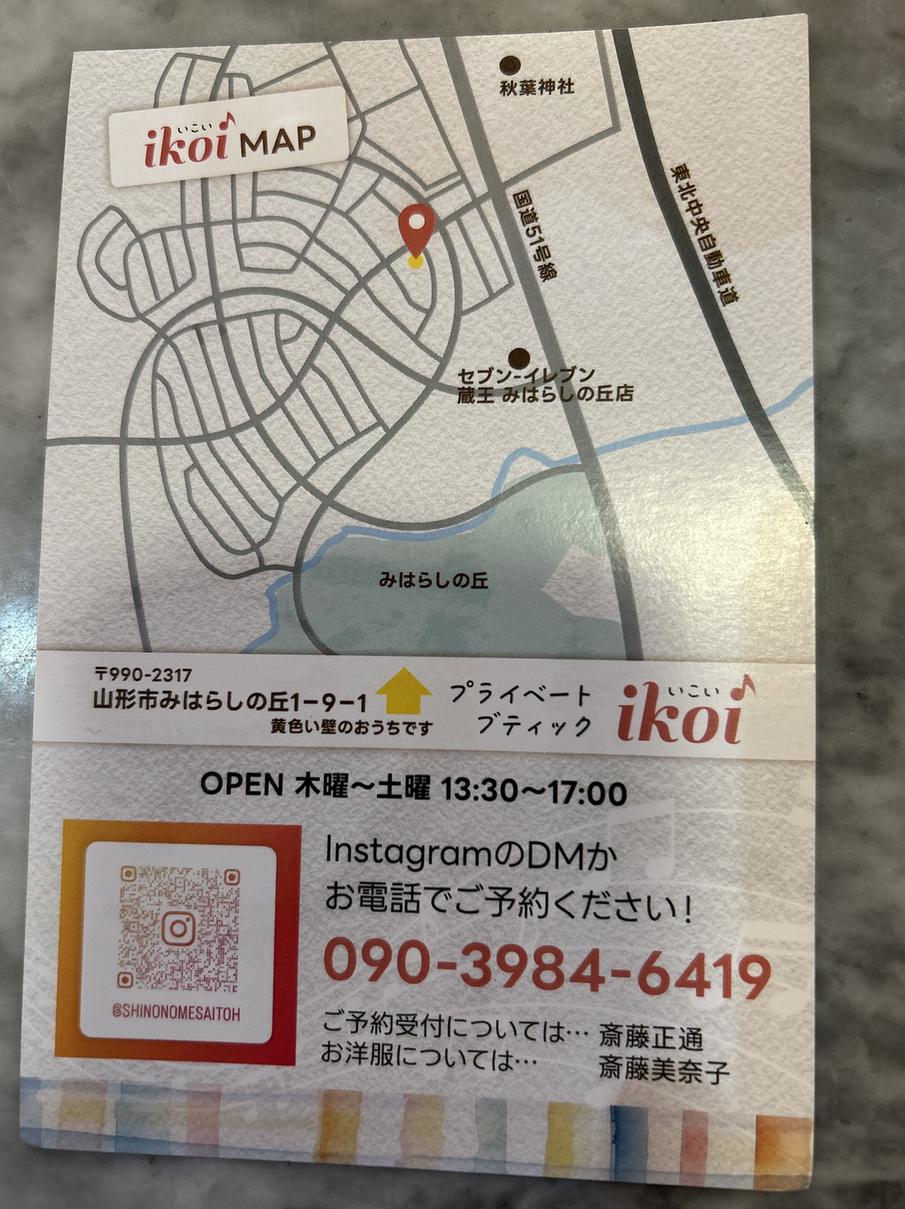 いこい
ikoi MAP
秋葉神社
国道51号線
東北中央自動車道
セブン-イレブン
蔵王 みはらしの丘店
みはらしの丘
〒990-2317
山形市みはらしの丘1-9-1
黄色い壁のおうちです
プライベート
ブティック
いこい
ikoi
OPEN 木曜〜土曜 13:30〜17:00
InstagramのDMか
お電話でご予約ください!
090-3984-6419
@SHINONOMESAITOH
ご予約受付については… 斎藤正通
お洋服については… 斎藤美奈子